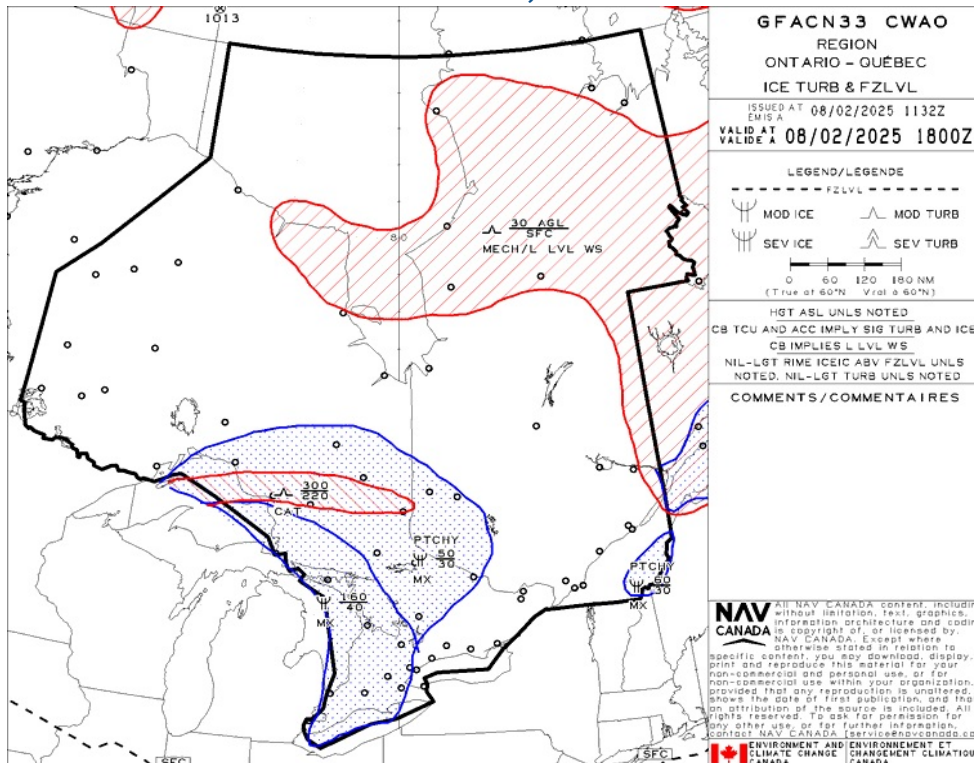 1013
80
30 AGL
SFC
MECH/L LVL WS
300
220
CAT
PTCHY
50
30
MX
160
40
MX
PTCHY
60
30
MX
SFC
SFC
GFACN33 CWAO
REGION
ONTARIO – QUÉBEC
ICE TURB & FZLVL
ISSUED AT
ÉMIS A
08/02/2025 1132Z
VALID AT
VALIDE A
08/02/2025 1800Z
LEGEND/LÉGENDE
FZLVL
MOD ICE
MOD TURB
SEV ICE
SEV TURB
0 60 120 180 NM
(True at 60°N Vrai à 60°N)
HGT ASL UNLS NOTED
CB TCU AND ACC IMPLY SIG TURB AND ICE
CB IMPLIES L LVL WS
NIL-LGT RIME ICEIC ABV FZLVL UNLS
NOTED. NIL-LGT TURB UNLS NOTED
COMMENTS/COMMENTAIRES
NAV
CANADA
All NAV CANADA content, includin
without limitation, text, graphics,
information architecture and codin
is copyright of, or licensed by,
NAV CANADA. Except where
otherwise stated in relation to
specific content, you may download, display,
print and reproduce this material for your
non-commercial and personal use, or for
non-commercial use within your organization,
provided that any reproduction is unaltered,
shows the date of first publication, and tha
an attribution of the source is included. All
rights reserved. To ask for permission for
any other use, or for further information,
contact NAV CANADA [service@navcanada.ca
ENVIRONMENT AND
CLIMATE CHANGE
CANADA
ENVIRONNEMENT ET
CHANGEMENT CLIMATIQU
CANADA